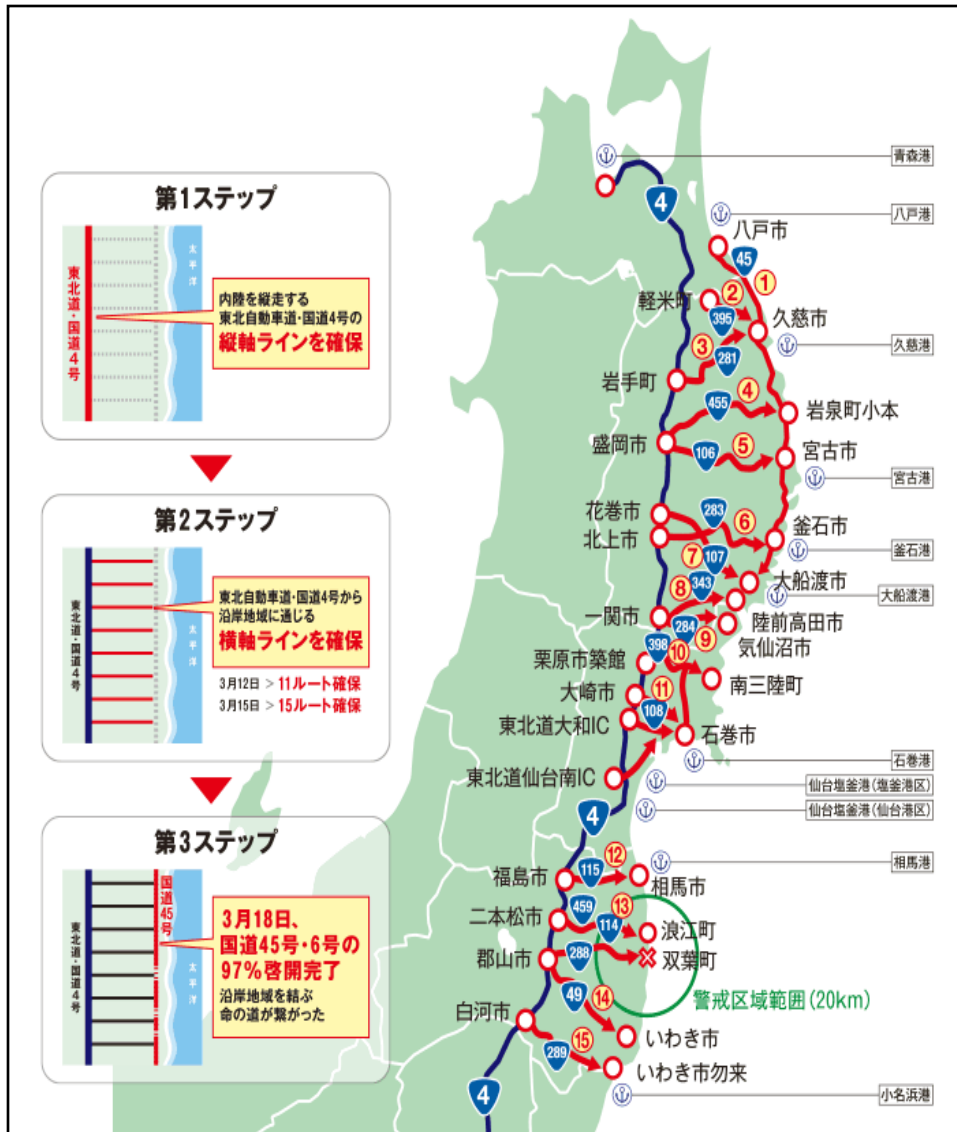 第1ステップ
東北道・国道4号
太平洋
内陸を縦走する
東北自動車道・国道4号の
縦軸ラインを確保
第2ステップ
東北道・国道4号
太平洋
東北自動車道・国道4号から
沿岸地域に通じる
横軸ラインを確保
3月12日 > 11ルート確保
3月15日 > 15ルート確保
第3ステップ
東北道・国道4号
国道45号
太平洋
3月18日、
国道45号・6号の
97%啓開完了
沿岸地域を結ぶ
命の道が繋がった
青森港
4
八戸港
八戸市
45
①
軽米町
②
395
久慈市
久慈港
③
281
岩手町
④
455
岩泉町小本
盛岡市
106
⑤
宮古市
宮古港
花巻市
283
⑥
釜石市
北上市
釜石港
⑦
107
大船渡市
⑧
343
大船渡港
一関市
陸前高田市
284
⑨
気仙沼市
398
⑩
栗原市築館
南三陸町
大崎市
⑪
108
東北道大和IC
石巻市
石巻港
東北道仙台南IC
仙台塩釜港(塩釜港区)
仙台塩釜港(仙台港区)
4
⑫
115
相馬港
福島市
相馬市
459
⑬
二本松市
114
浪江町
郡山市
288
双葉町
警戒区域範囲(20km)
49
⑭
白河市
いわき市
289
⑮
いわき市勿来
4
小名浜港